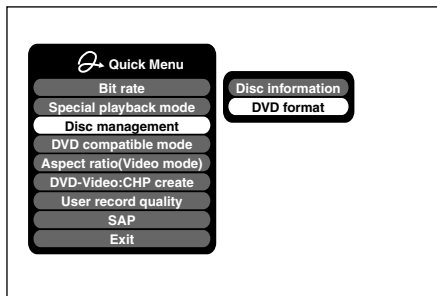 Quick Menu
Bit rate
Special playback mode
Disc management
DVD compatible mode
Aspect ratio(Video mode)
DVD-Video:CHP create
User record quality
SAP
Exit
Disc information
DVD format